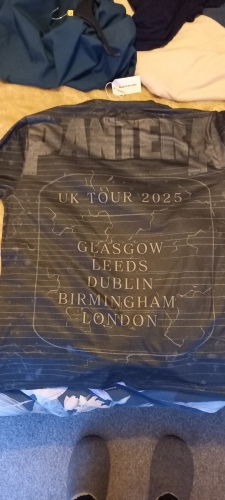 PANTERA
UK TOUR 2025
GLASGOW
LEEDS
DUBLIN
BIRMINGHAM
LONDON